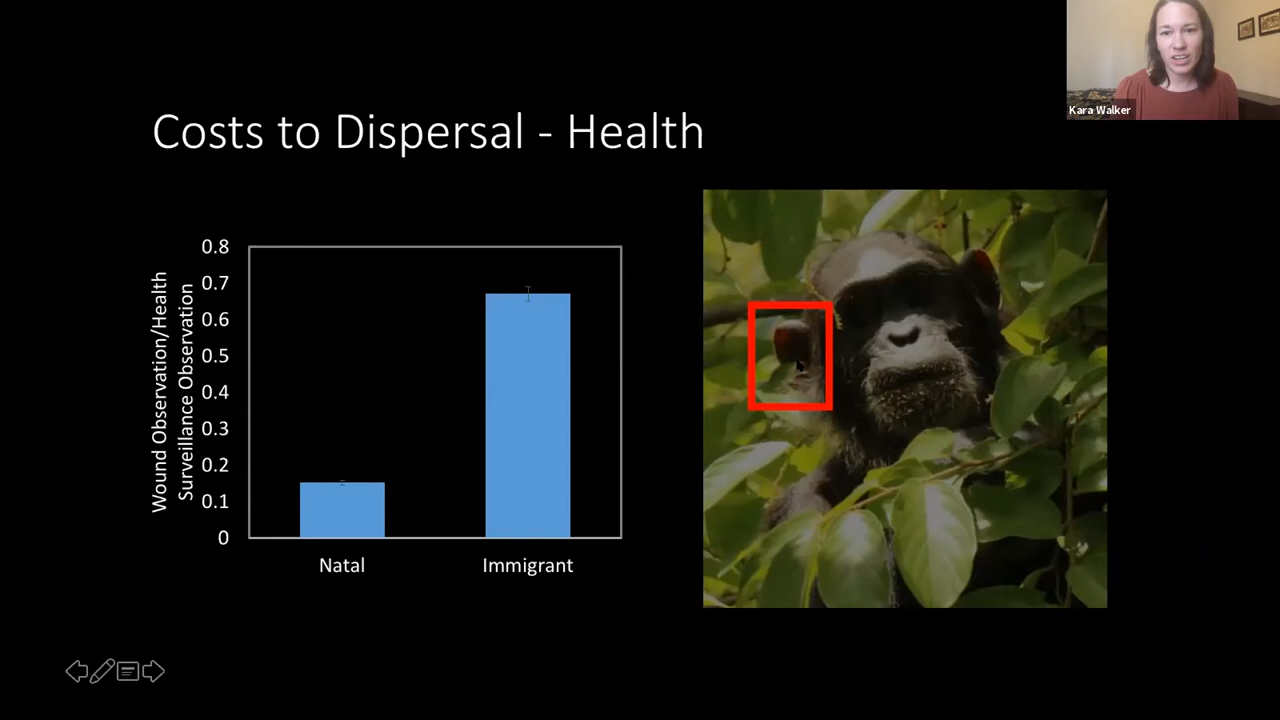 Kara Walker
Costs to Dispersal - Health
Wound Observation/Health
Surveillance Observation
0.8
0.7
0.6
0.5
0.4
0.3
0.2
0.1
0
Natal
Immigrant